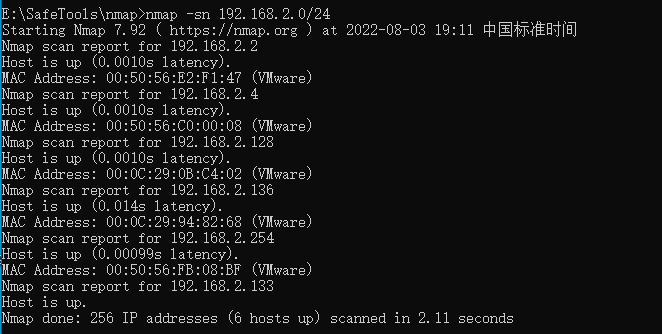 E:\SafeTools\nmap>nmap -sn 192.168.2.0/24
Starting Nmap 7.92 ( https://nmap.org ) at 2022-08-03 19:11 中国标准时间
Nmap scan report for 192.168.2.2
Host is up (0.0010s latency).
MAC Address: 00:50:56:E2:F1:47 (VMware)
Nmap scan report for 192.168.2.4
Host is up (0.0010s latency).
MAC Address: 00:50:56:C0:00:08 (VMware)
Nmap scan report for 192.168.2.128
Host is up (0.0010s latency).
MAC Address: 00:0C:29:0B:C4:02 (VMware)
Nmap scan report for 192.168.2.136
Host is up (0.014s latency).
MAC Address: 00:0C:29:94:82:68 (VMware)
Nmap scan report for 192.168.2.254
Host is up (0.00099s latency).
MAC Address: 00:50:56:FB:08:BF (VMware)
Nmap scan report for 192.168.2.133
Host is up.
Nmap done: 256 IP addresses (6 hosts up) scanned in 2.11 seconds